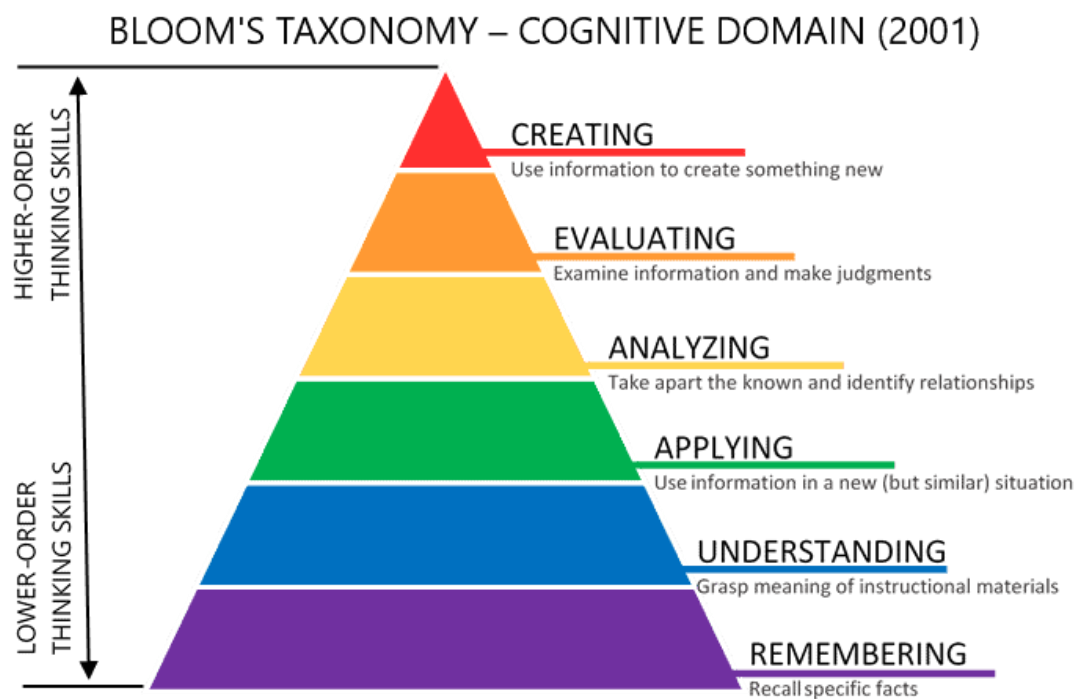 BLOOM'S TAXONOMY – COGNITIVE DOMAIN (2001)
HIGHER-ORDER
THINKING SKILLS
LOWER-ORDER
THINKING SKILLS
CREATING
Use information to create something new
EVALUATING
Examine information and make judgments
ANALYZING
Take apart the known and identify relationships
APPLYING
Use information in a new (but similar) situation
UNDERSTANDING
Grasp meaning of instructional materials
REMEMBERING
Recall specific facts